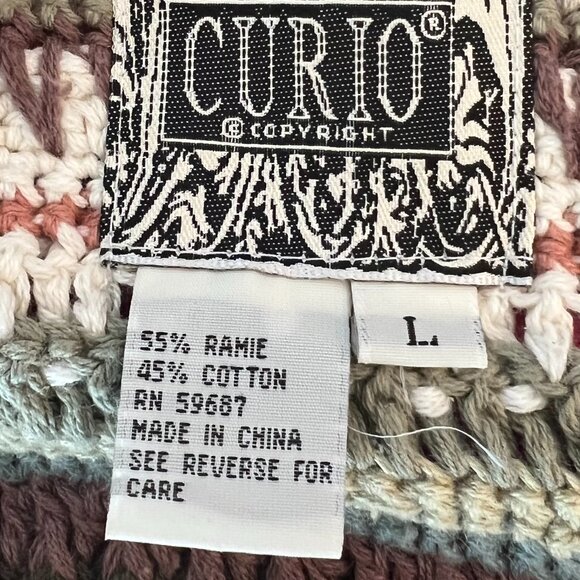 CURIO®
© COPYRIGHT
L
55% RAMIE
45% COTTON
RN 59687
MADE IN CHINA
SEE REVERSE FOR
CARE